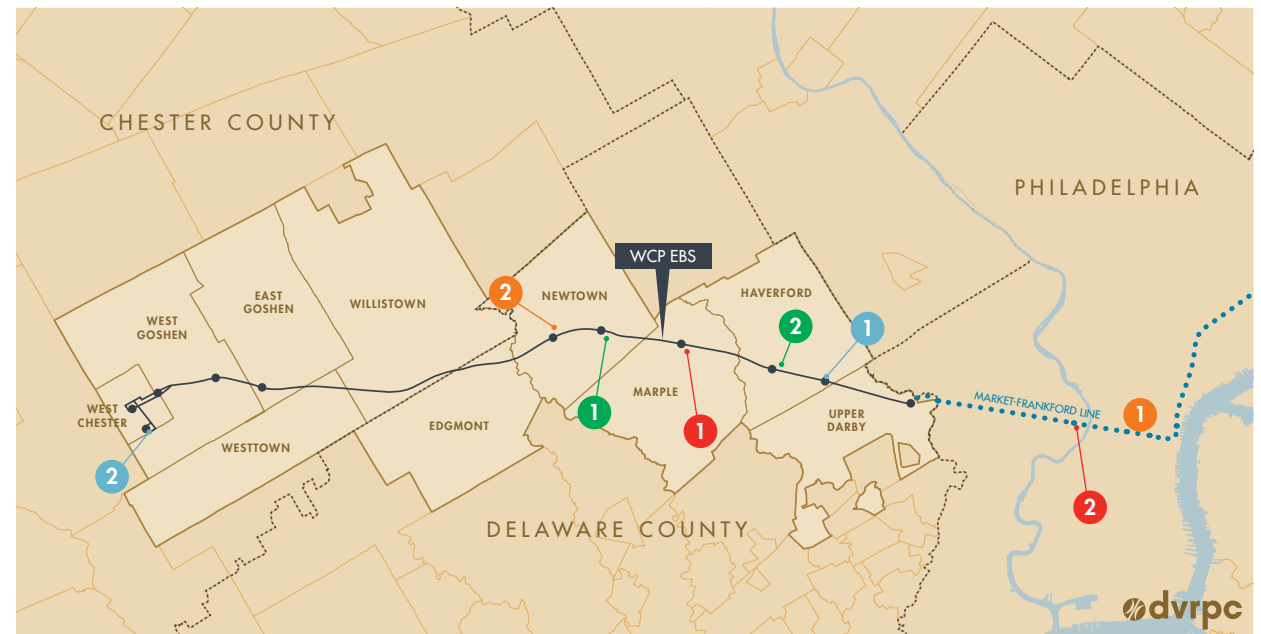 CHESTER COUNTY
PHILADELPHIA
WCP EBS
2
NEWTOWN
HAVERFORD
EAST
GOSHEN
WILLISTOWN
WEST
GOSHEN
2
1
MARPLE
WEST
CHESTER
1
1
MARKET-FRANKFORD LINE
1
UPPER
DARBY
EDGMONT
WESTTOWN
2
2
DELAWARE COUNTY
dvrpc